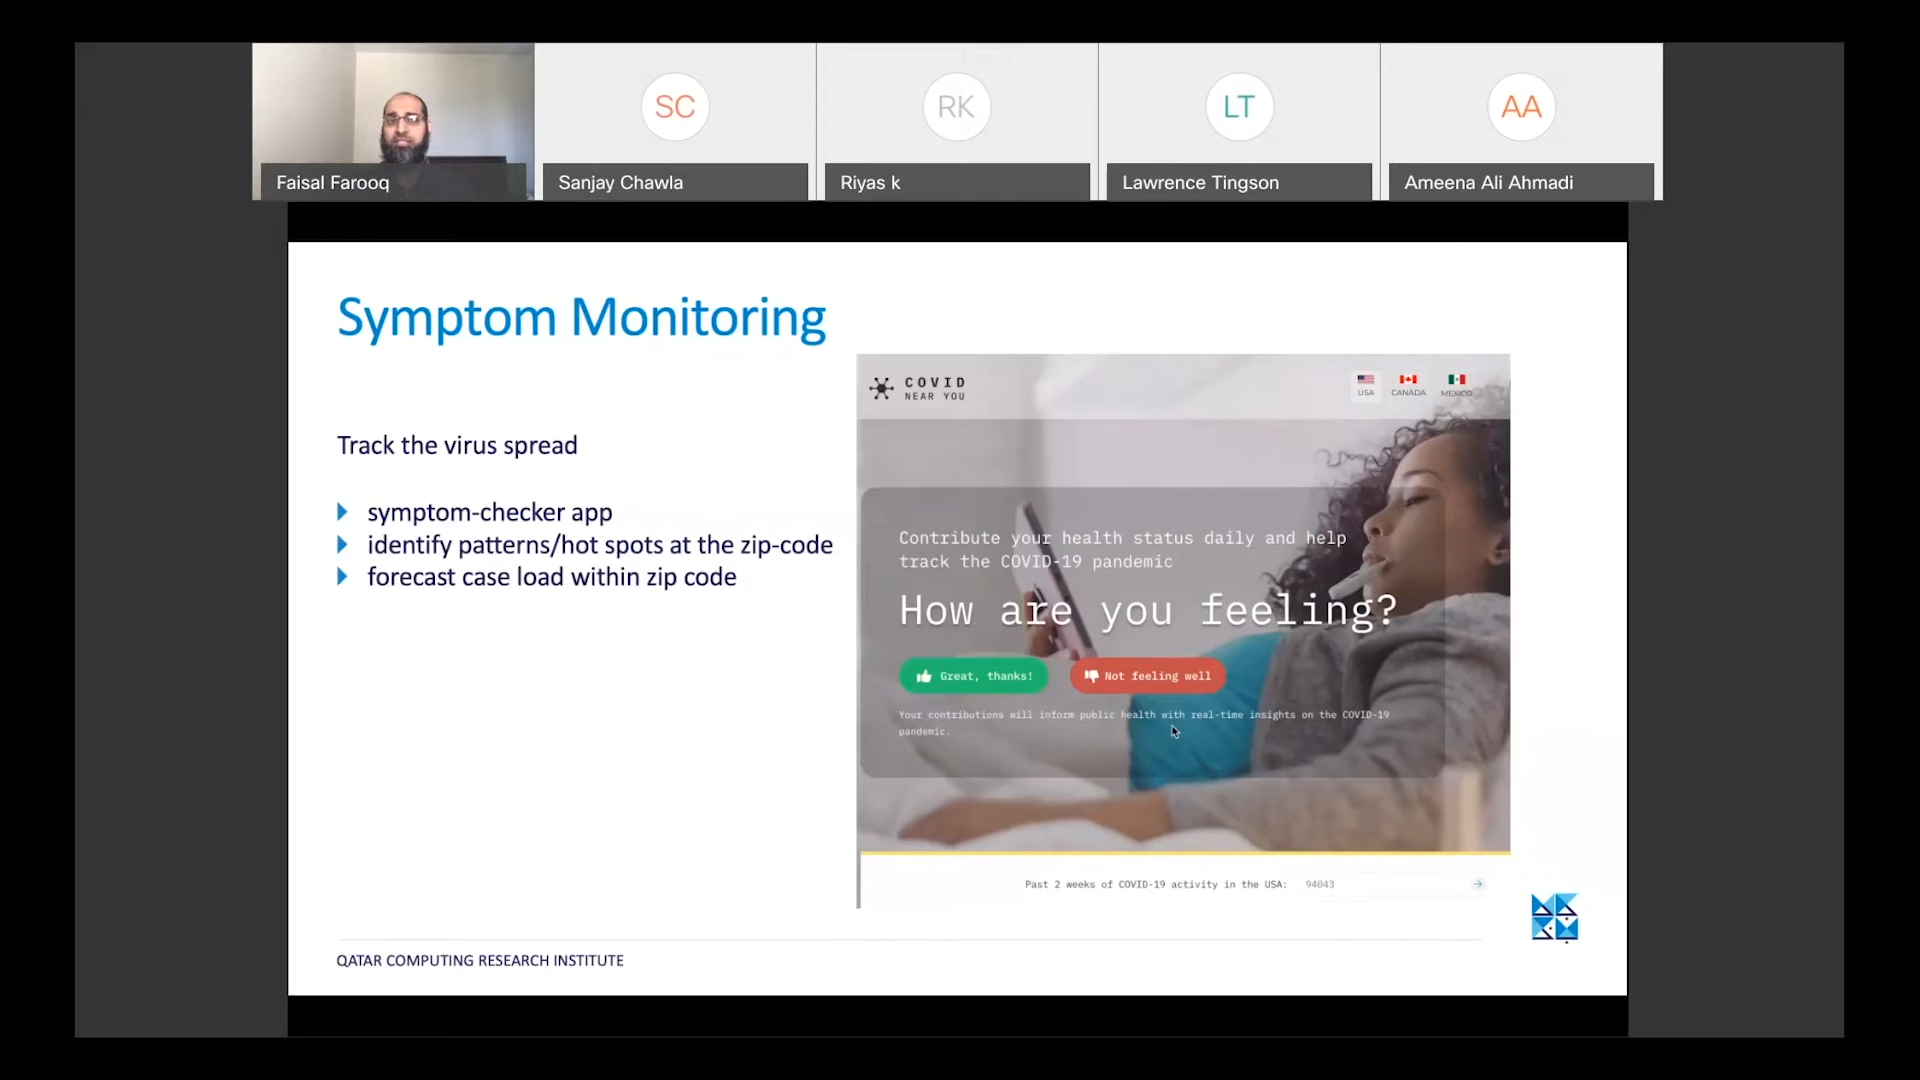 SC
RK
LT
AA
Faisal Farooq
Sanjay Chawla
Riyas k
Lawrence Tingson
Ameena Ali Ahmadi
Symptom Monitoring
Track the virus spread
symptom-checker app
identify patterns/hot spots at the zip-code
forecast case load within zip code
COVID
NEAR YOU
USA
CANADA
MEXICO
Contribute your health status daily and help
track the COVID-19 pandemic
How are you feeling?
Great, thanks!
Not feeling well
Your contributions will inform public health with real-time insights on the COVID-19
pandemic.
Past 2 weeks of COVID-19 activity in the USA: 94043
QATAR COMPUTING RESEARCH INSTITUTE